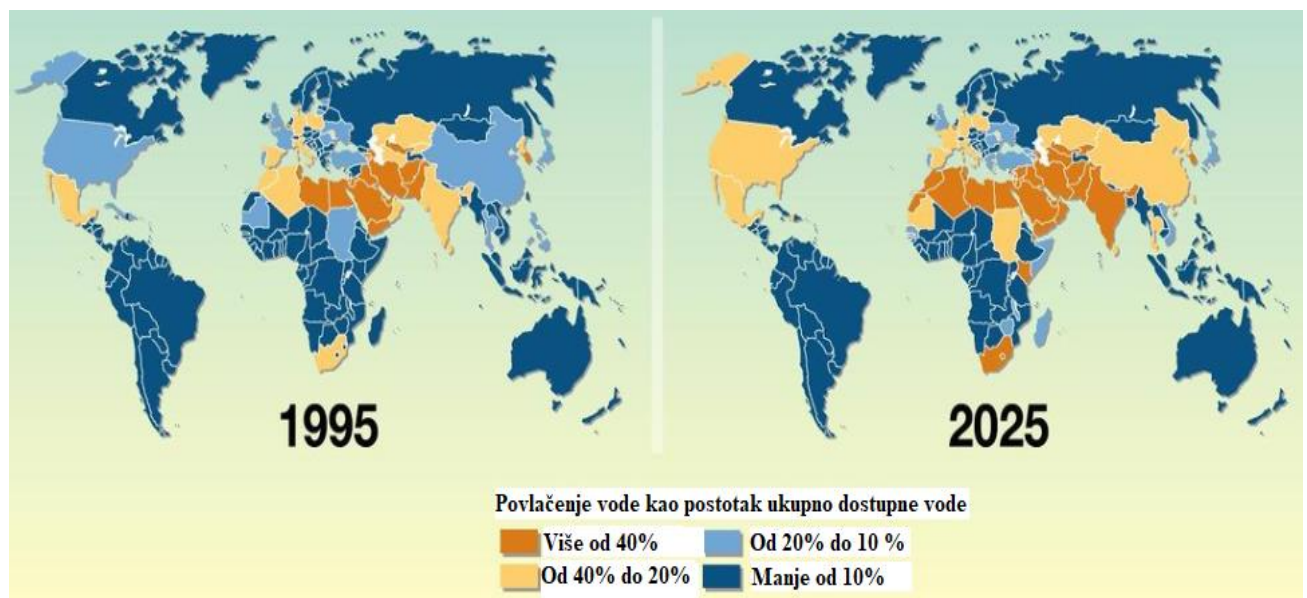 1995
2025
Povlačenje vode kao postotak ukupno dostupne vode
Više od 40%
Od 20% do 10 %
Od 40% do 20%
Manje od 10%